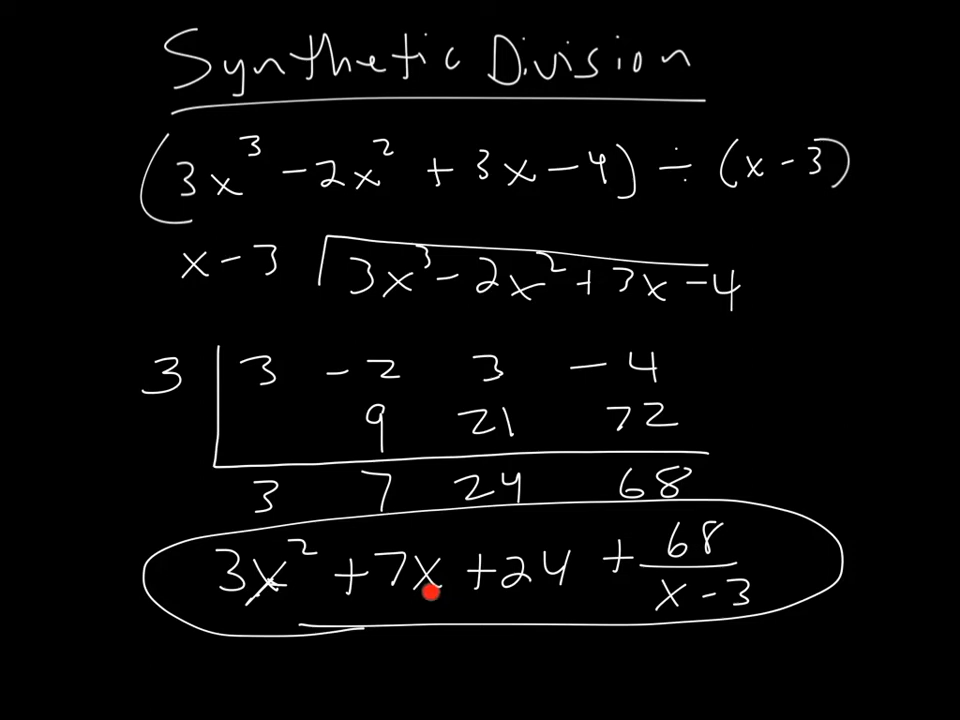 Synthetic Division
(3x³ - 2x² + 3x - 4) ÷ (x - 3)
x - 3 | 3x³ - 2x² + 3x - 4
3 | 3 -2 3 -4
9 21 72
3 7 24 68
3x² + 7x + 24 + 68/(x - 3)